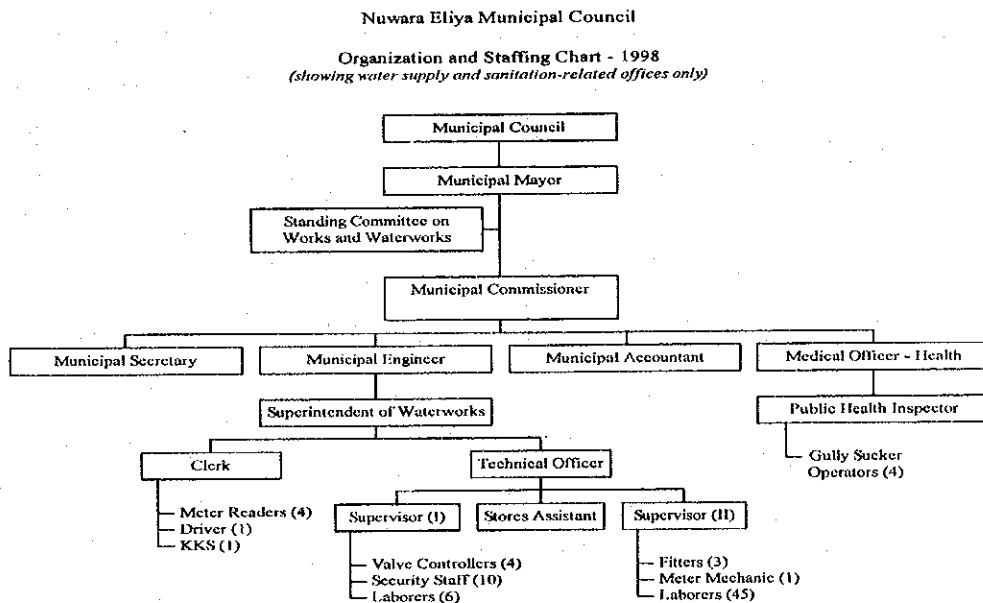 Nuwara Eliya Municipal Council
Organization and Staffing Chart - 1998
(showing water supply and sanitation-related offices only)
Municipal Council
Municipal Mayor
Standing Committee on
Works and Waterworks
Municipal Commissioner
Municipal Secretary
Municipal Engineer
Municipal Accountant
Medical Officer - Health
Superintendent of Waterworks
Public Health Inspector
Clerk
Technical Officer
Gully Sucker
Operators (4)
Meter Readers (4)
Driver (1)
KKS (1)
Supervisor (I)
Stores Assistant
Supervisor (II)
Valve Controllers (4)
Security Staff (10)
Laborers (6)
Fitters (3)
Meter Mechanic (1)
Laborers (45)